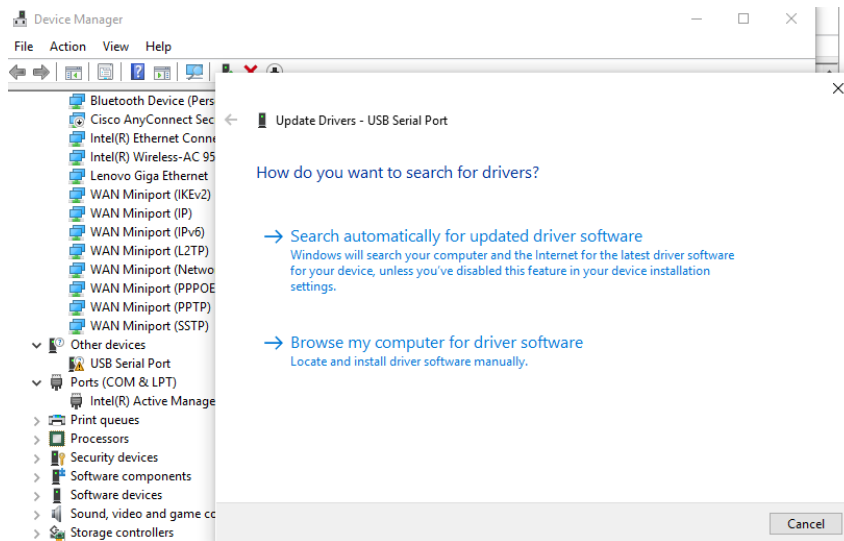 Device Manager
File Action View Help
Bluetooth Device (Pers
Cisco AnyConnect Sec
Intel(R) Ethernet Conne
Intel(R) Wireless-AC 95
Lenovo Giga Ethernet
WAN Miniport (IKEv2)
WAN Miniport (IP)
WAN Miniport (IPv6)
WAN Miniport (L2TP)
WAN Miniport (Netwo
WAN Miniport (PPPOE
WAN Miniport (PPTP)
WAN Miniport (SSTP)
Other devices
USB Serial Port
Ports (COM & LPT)
Intel(R) Active Manage
Print queues
Processors
Security devices
Software components
Software devices
Sound, video and game cc
Storage controllers
Update Drivers - USB Serial Port
How do you want to search for drivers?
Search automatically for updated driver software
Windows will search your computer and the Internet for the latest driver software
for your device, unless you've disabled this feature in your device installation
settings.
Browse my computer for driver software
Locate and install driver software manually.
Cancel